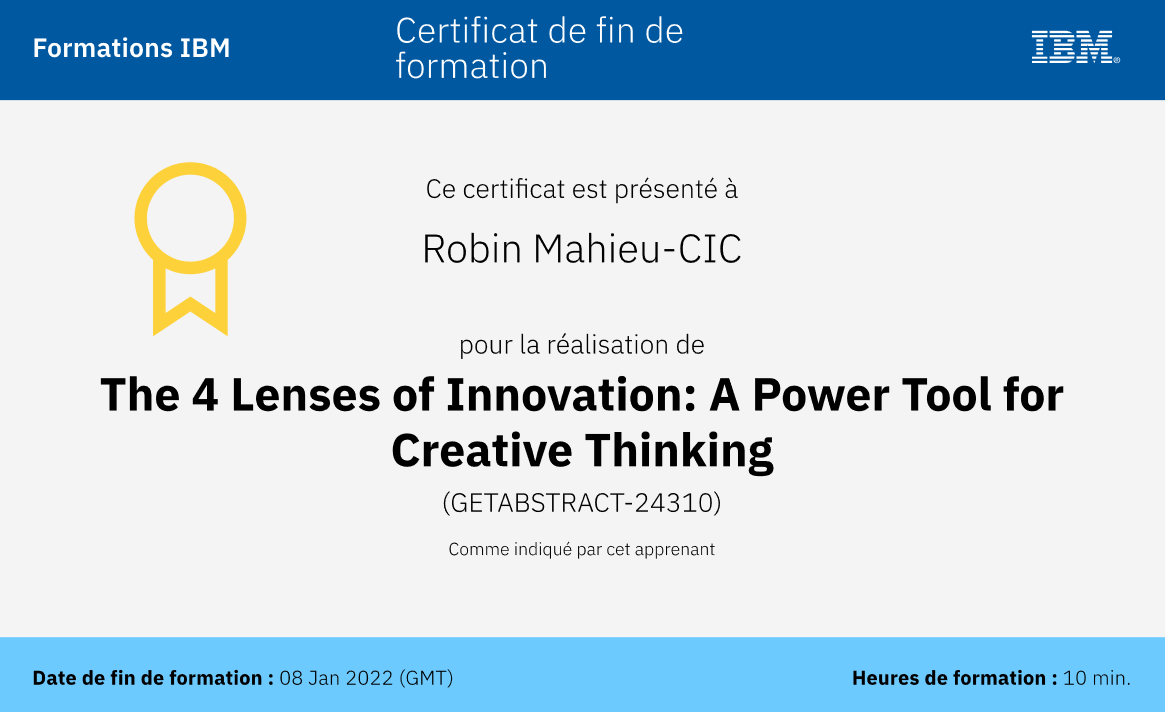 Formations IBM
Certificat de fin de
formation
IBM®
Ce certificat est présenté à
Robin Mahieu-CIC
pour la réalisation de
The 4 Lenses of Innovation: A Power Tool for
Creative Thinking
(GETABSTRACT-24310)
Comme indiqué par cet apprenant
Date de fin de formation : 08 Jan 2022 (GMT)
Heures de formation : 10 min.